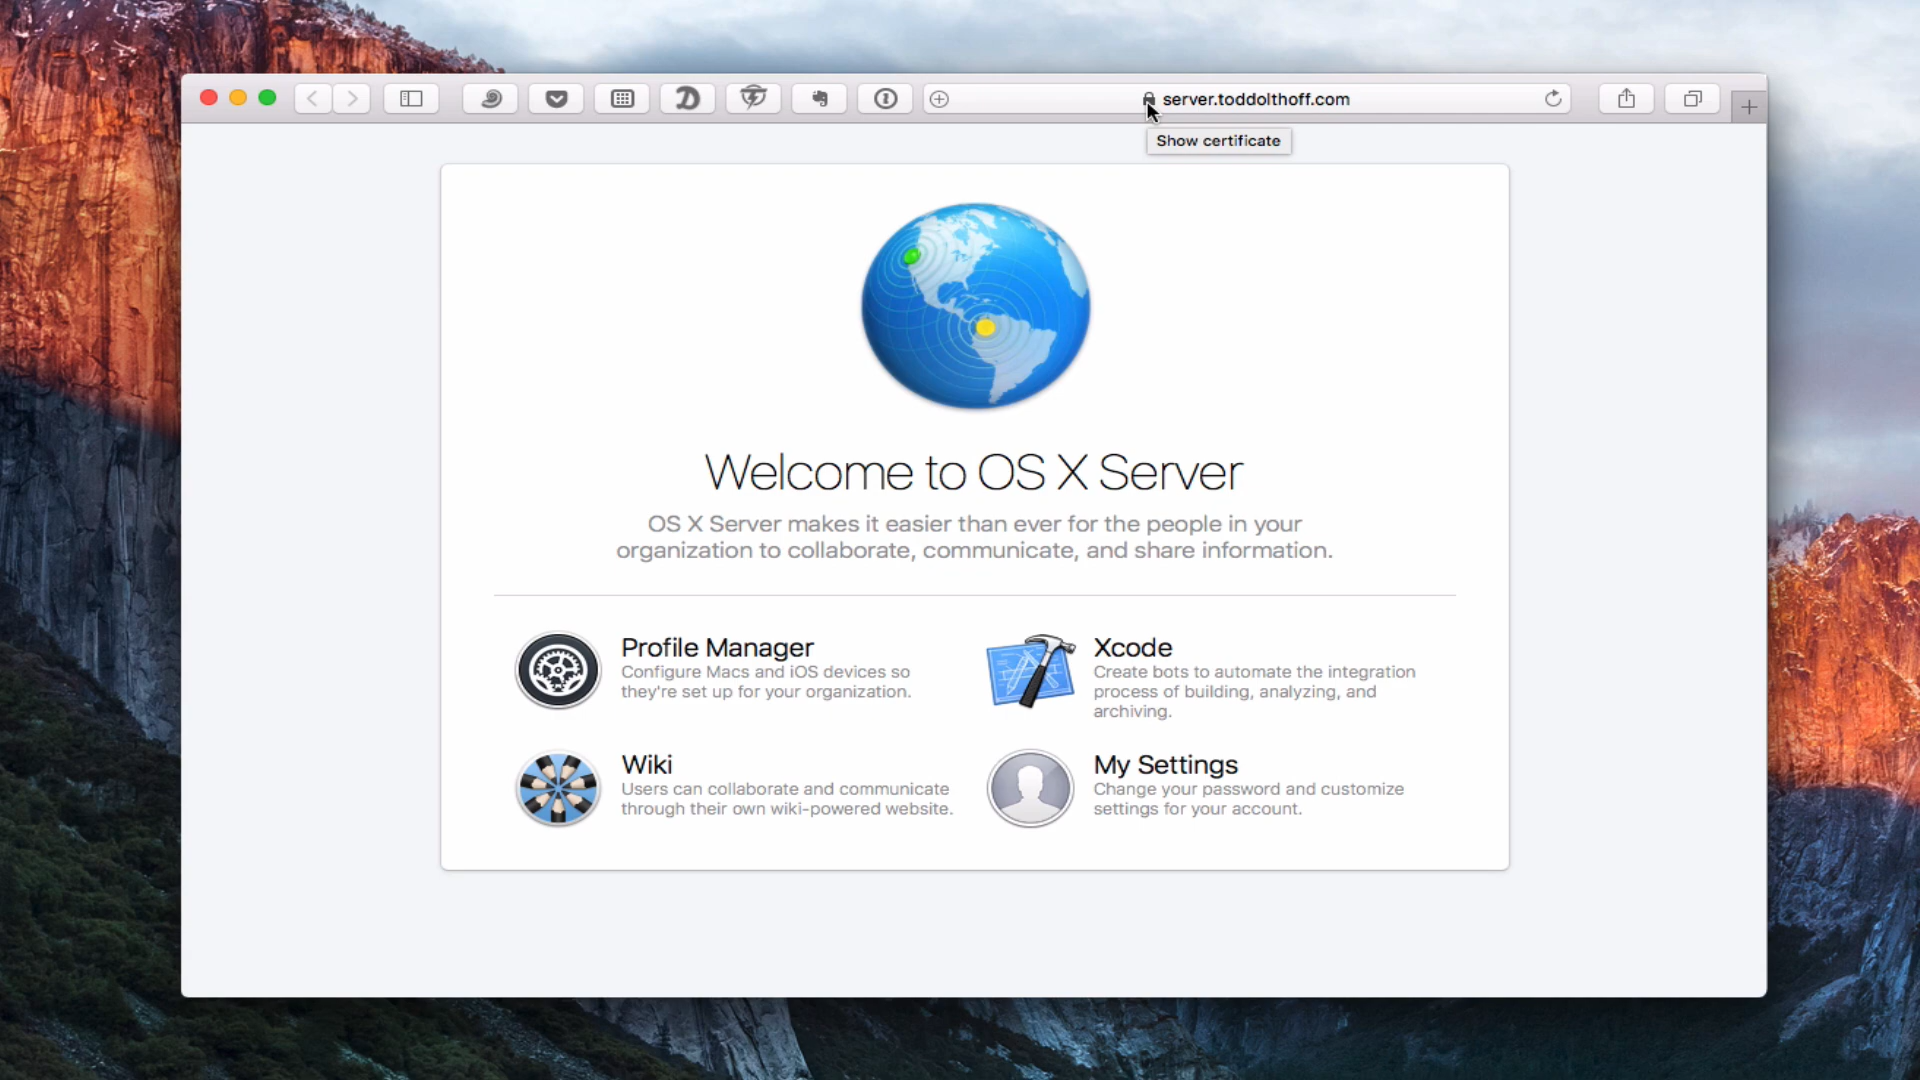 server.toddolthoff.com
Show certificate
Welcome to OS X Server
OS X Server makes it easier than ever for the people in your
organization to collaborate, communicate, and share information.
Profile Manager
Configure Macs and iOS devices so
they're set up for your organization.
Xcode
Create bots to automate the integration
process of building, analyzing, and
archiving.
Wiki
Users can collaborate and communicate
through their own wiki-powered website.
My Settings
Change your password and customize
settings for your account.